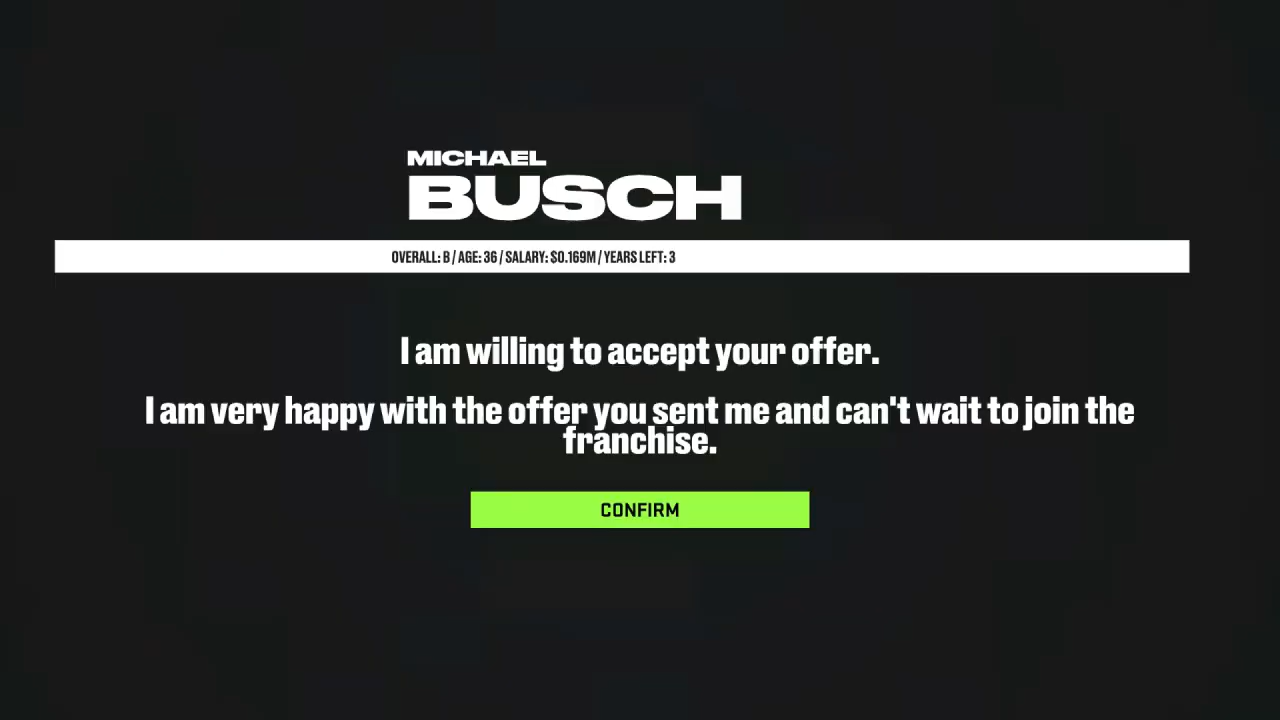 MICHAEL
BUSCH
OVERALL: B / AGE: 36 / SALARY: $0.169M / YEARS LEFT: 3
I am willing to accept your offer.
I am very happy with the offer you sent me and can't wait to join the
franchise.
CONFIRM